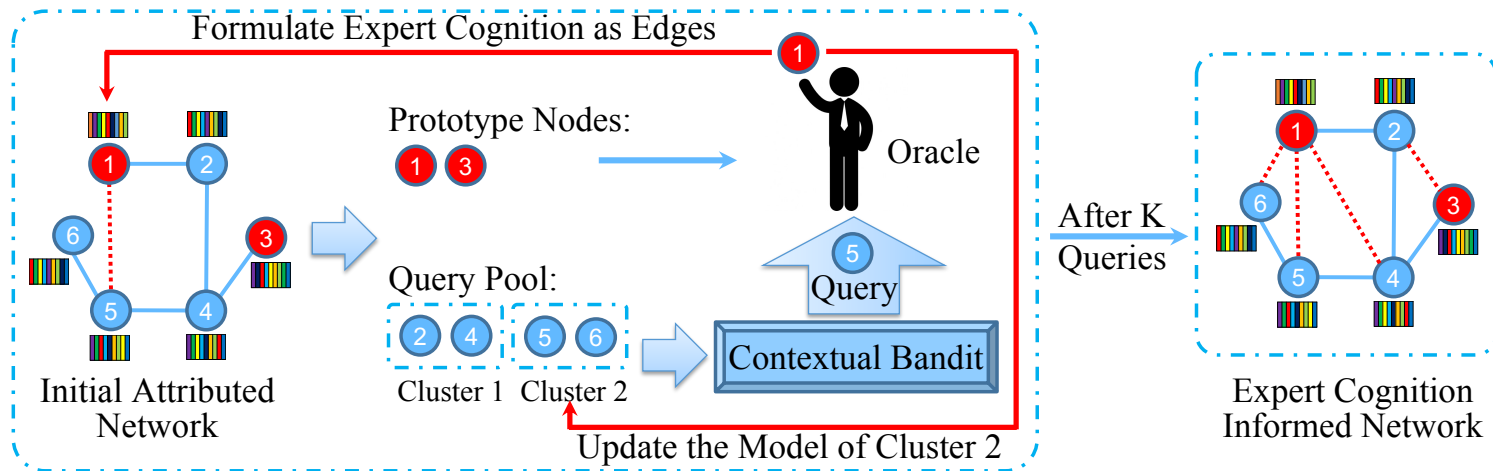 Formulate Expert Cognition as Edges
1
1
2
6
3
5
4
Initial Attributed
Network
Prototype Nodes:
1 3
Oracle
Query Pool:
2 4 5 6
Cluster 1 Cluster 2
5
Query
Contextual Bandit
Update the Model of Cluster 2
After K
Queries
1
2
6
3
5
4
Expert Cognition
Informed Network